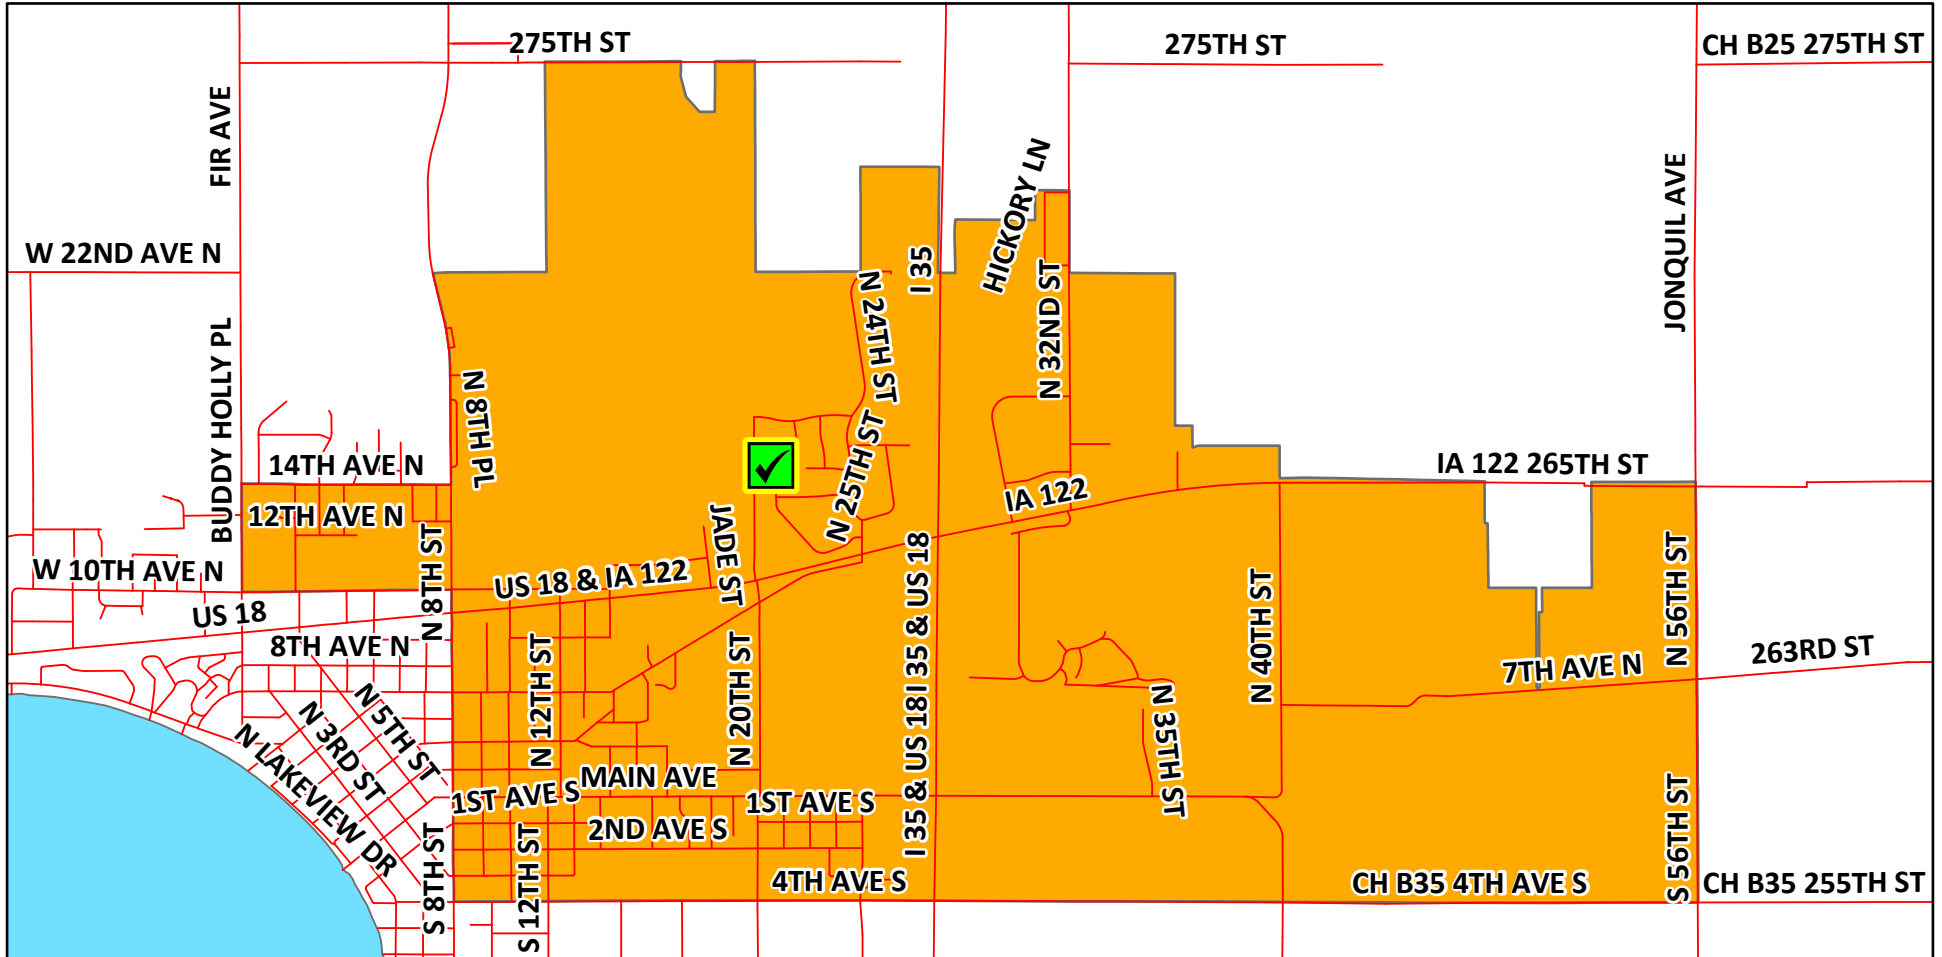 275TH ST
275TH ST
CH B25 275TH ST
FIR AVE
HICKORY LN
JONQUIL AVE
W 22ND AVE N
I 35
N 24TH ST
N 32ND ST
BUDDY HOLLY PL
N 8TH PL
14TH AVE N
N 25TH ST
IA 122 265TH ST
IA 122
12TH AVE N
JADE ST
W 10TH AVE N
N 8TH ST
US 18 & IA 122
I 35 & US 18
N 40TH ST
N 56TH ST
US 18
8TH AVE N
N 12TH ST
N 20TH ST
7TH AVE N
263RD ST
N 5TH ST
N 3RD ST
N LAKEVIEW DR
N 35TH ST
I 35 & US 18
MAIN AVE
1ST AVE S
1ST AVE S
2ND AVE S
S 8TH ST
S 12TH ST
4TH AVE S
CH B35 4TH AVE S
S 56TH ST
CH B35 255TH ST